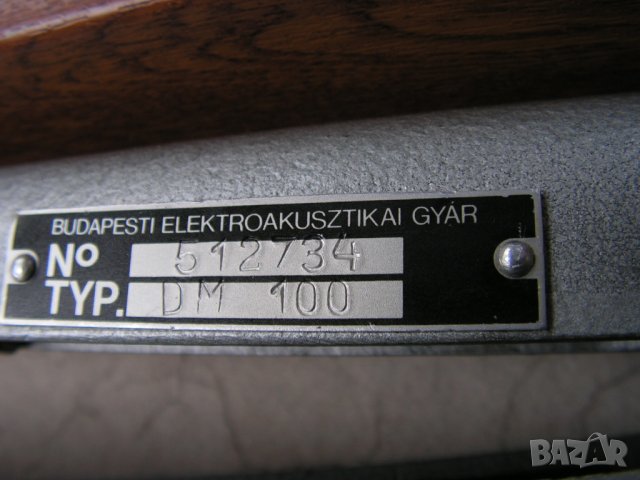 BUDAPESTI ELEKTROAKUSZTIKAI GYÁR
Nº 512734
TYP. DM 100
BAZAR